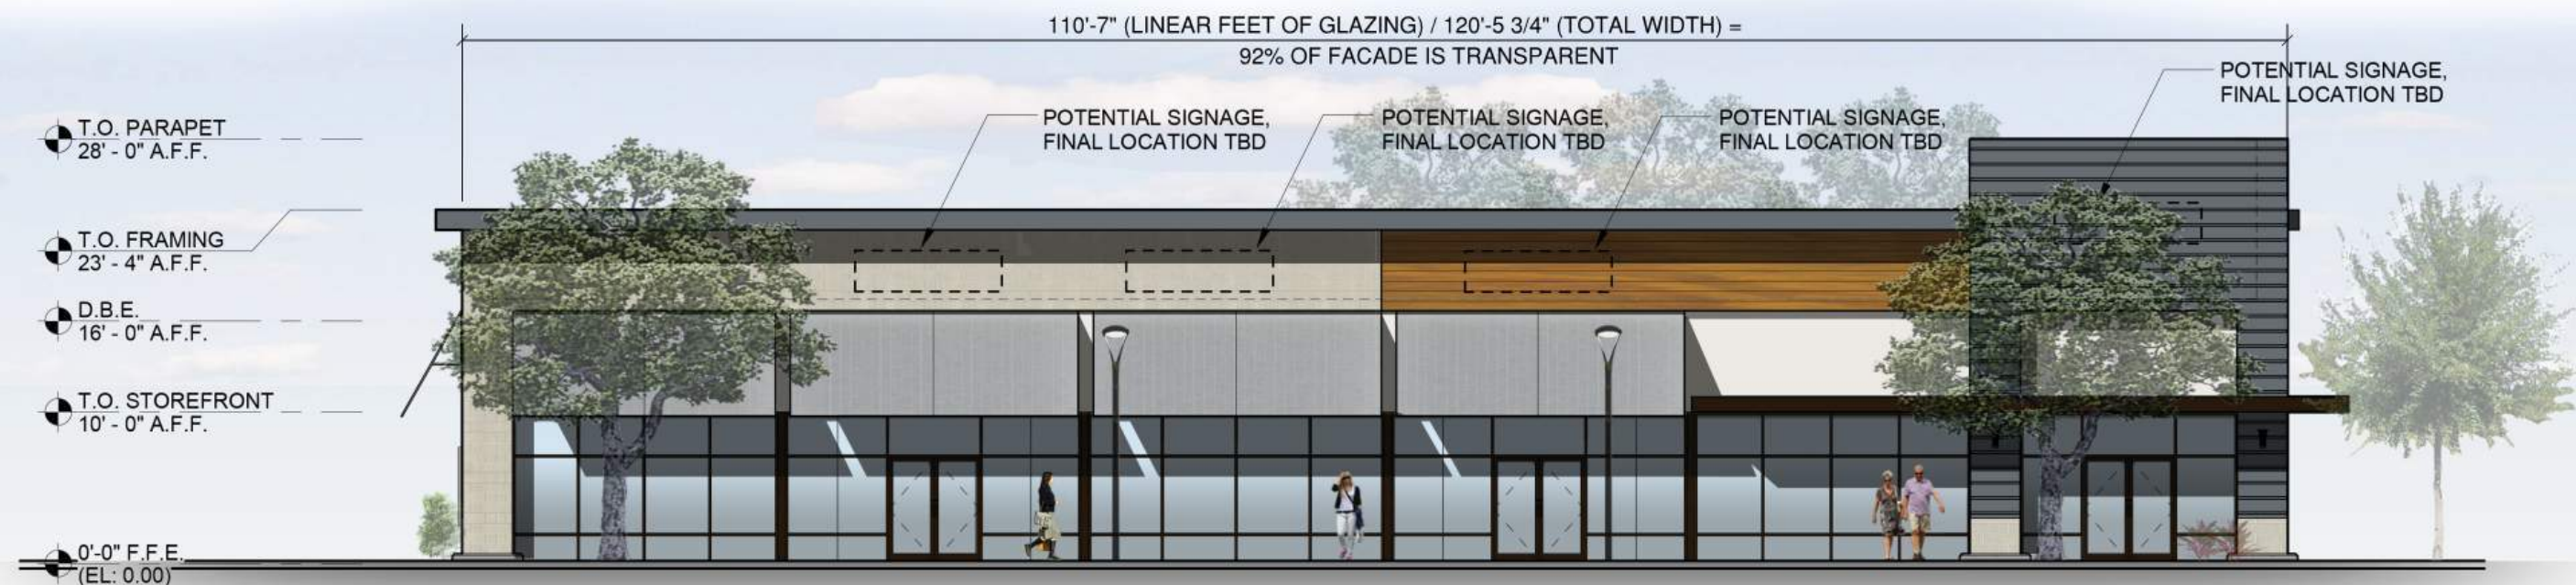 110'-7" (LINEAR FEET OF GLAZING) / 120'-5 3/4" (TOTAL WIDTH) =
92% OF FACADE IS TRANSPARENT
POTENTIAL SIGNAGE,
FINAL LOCATION TBD
POTENTIAL SIGNAGE,
FINAL LOCATION TBD
POTENTIAL SIGNAGE,
FINAL LOCATION TBD
POTENTIAL SIGNAGE,
FINAL LOCATION TBD
T.O. PARAPET
28' - 0" A.F.F.
T.O. FRAMING
23' - 4" A.F.F.
D.B.E.
16' - 0" A.F.F.
T.O. STOREFRONT
10' - 0" A.F.F.
0'-0" F.F.E.
(EL: 0.00)